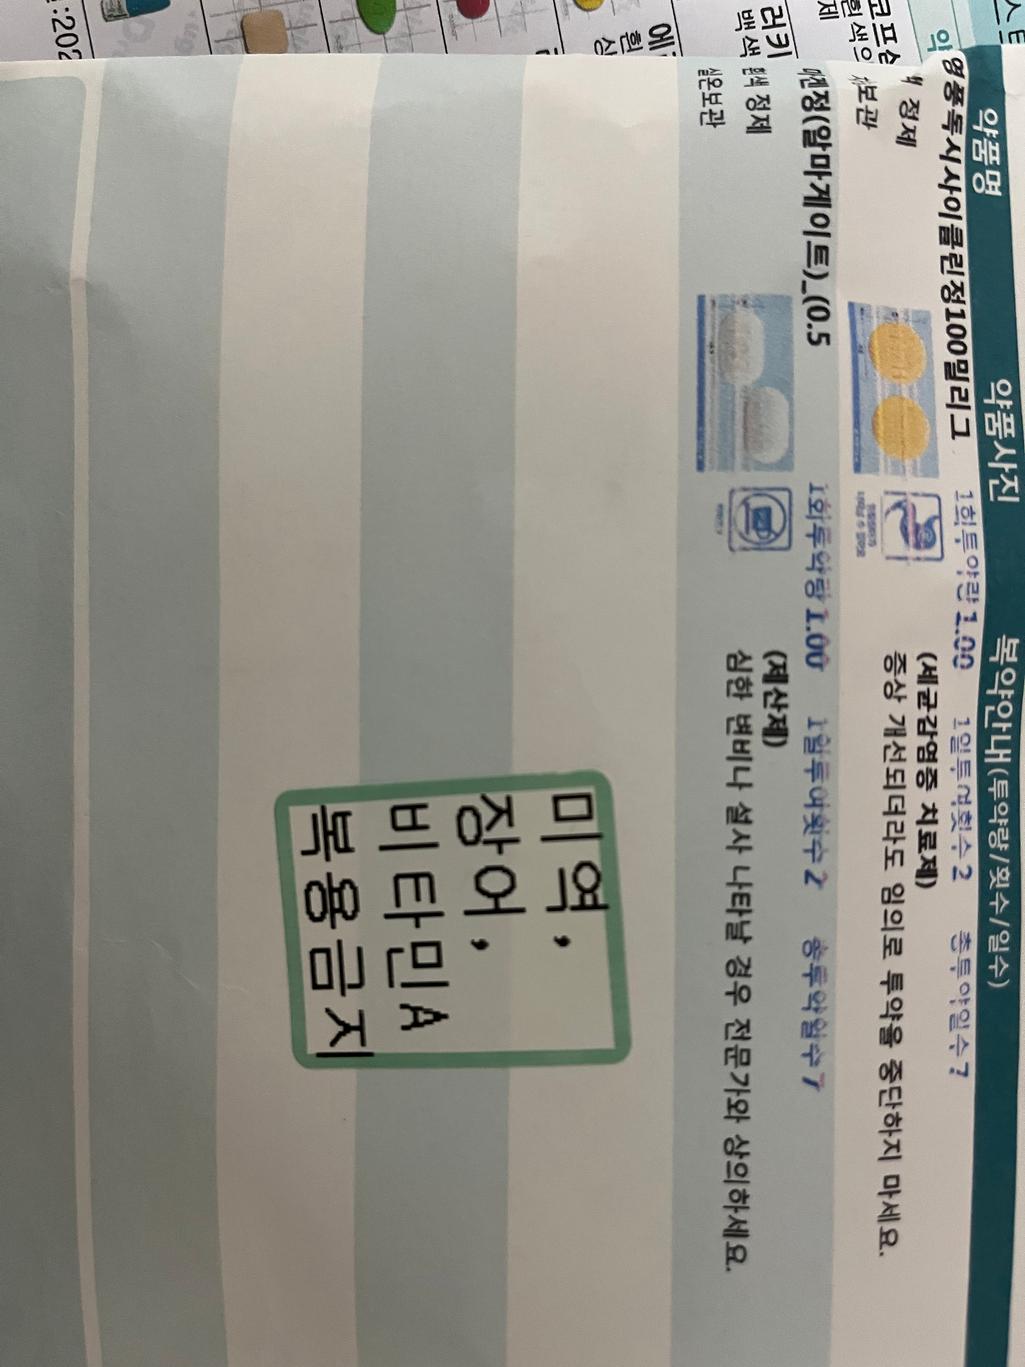 약품명 약품사진 복약안내(투약량/횟수/일수)
영풍독시사이클린정100밀리그
1회투약량 1.00 1일투여횟수 2 총투약일수 7
정제
보관
(세균감염증 치료제)
증상 개선되더라도 임의로 투약을 중단하지 마세요.
정(알마게이트)_(0.5
1회투약량 1.00 1일투여횟수 2 총투약일수 7
정제
실온보관
(제산제)
심한 변비나 설사 나타날 경우 전문가와 상의하세요.
미역,
장어,
비타민A
복용금지